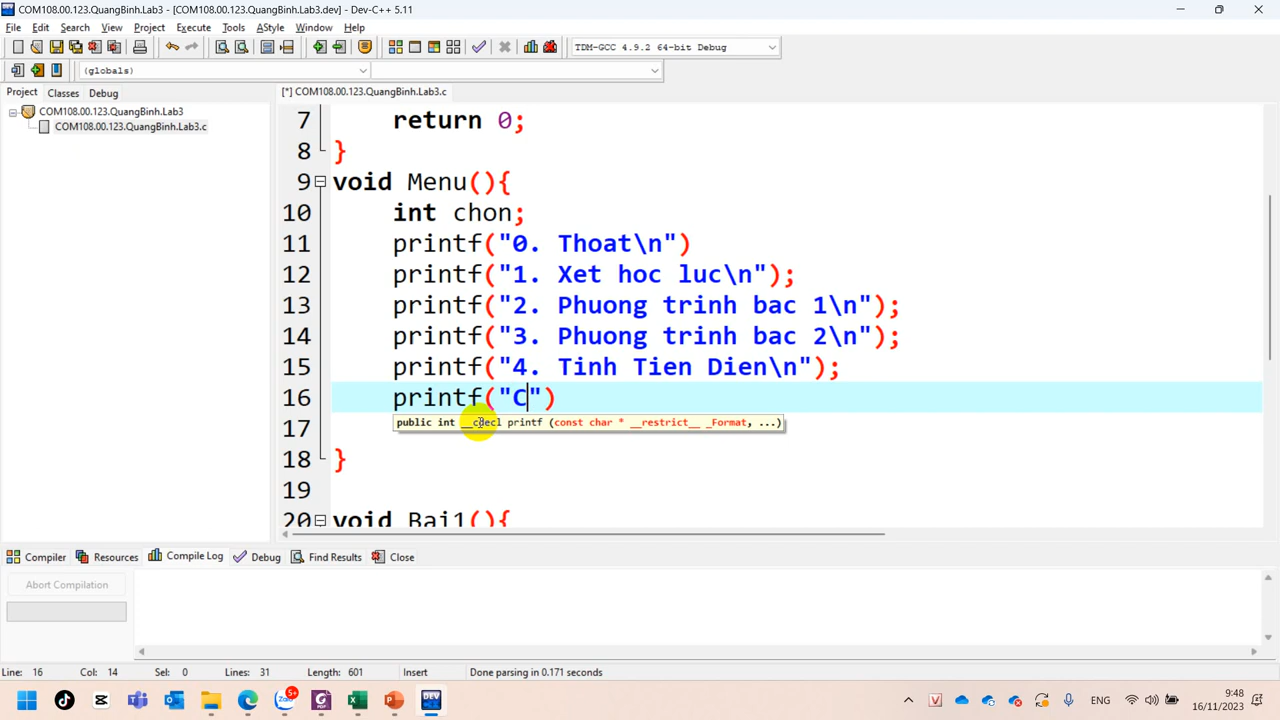 COM108.00.123.QuangBinh.Lab3 - [COM108.00.123.QuangBinh.Lab3.dev] - Dev-C++ 5.11
File Edit Search View Project Execute Tools AStyle Window Help
TDM-GCC 4.9.2 64-bit Debug
(globals)
Project Classes Debug
[*] COM108.00.123.QuangBinh.Lab3.c
COM108.00.123.QuangBinh.Lab3
COM108.00.123.QuangBinh.Lab3.c
7 return 0;
8 }
9 void Menu(){
10 int chon;
11 printf("0. Thoat\n")
12 printf("1. Xet hoc luc\n");
13 printf("2. Phuong trinh bac 1\n");
14 printf("3. Phuong trinh bac 2\n");
15 printf("4. Tinh Tien Dien\n");
16 printf("C")
17
public int __cdecl printf (const char * __restrict__ _Format, ...)
18 }
19
20 void Bai1(){
Compiler Resources Compile Log Debug Find Results Close
Abort Compilation
Line: 16 Col: 14 Sel: 0 Lines: 31 Length: 601 Insert Done parsing in 0.171 seconds
Zalo 5+
DEV
ENG
9:48
16/11/2023